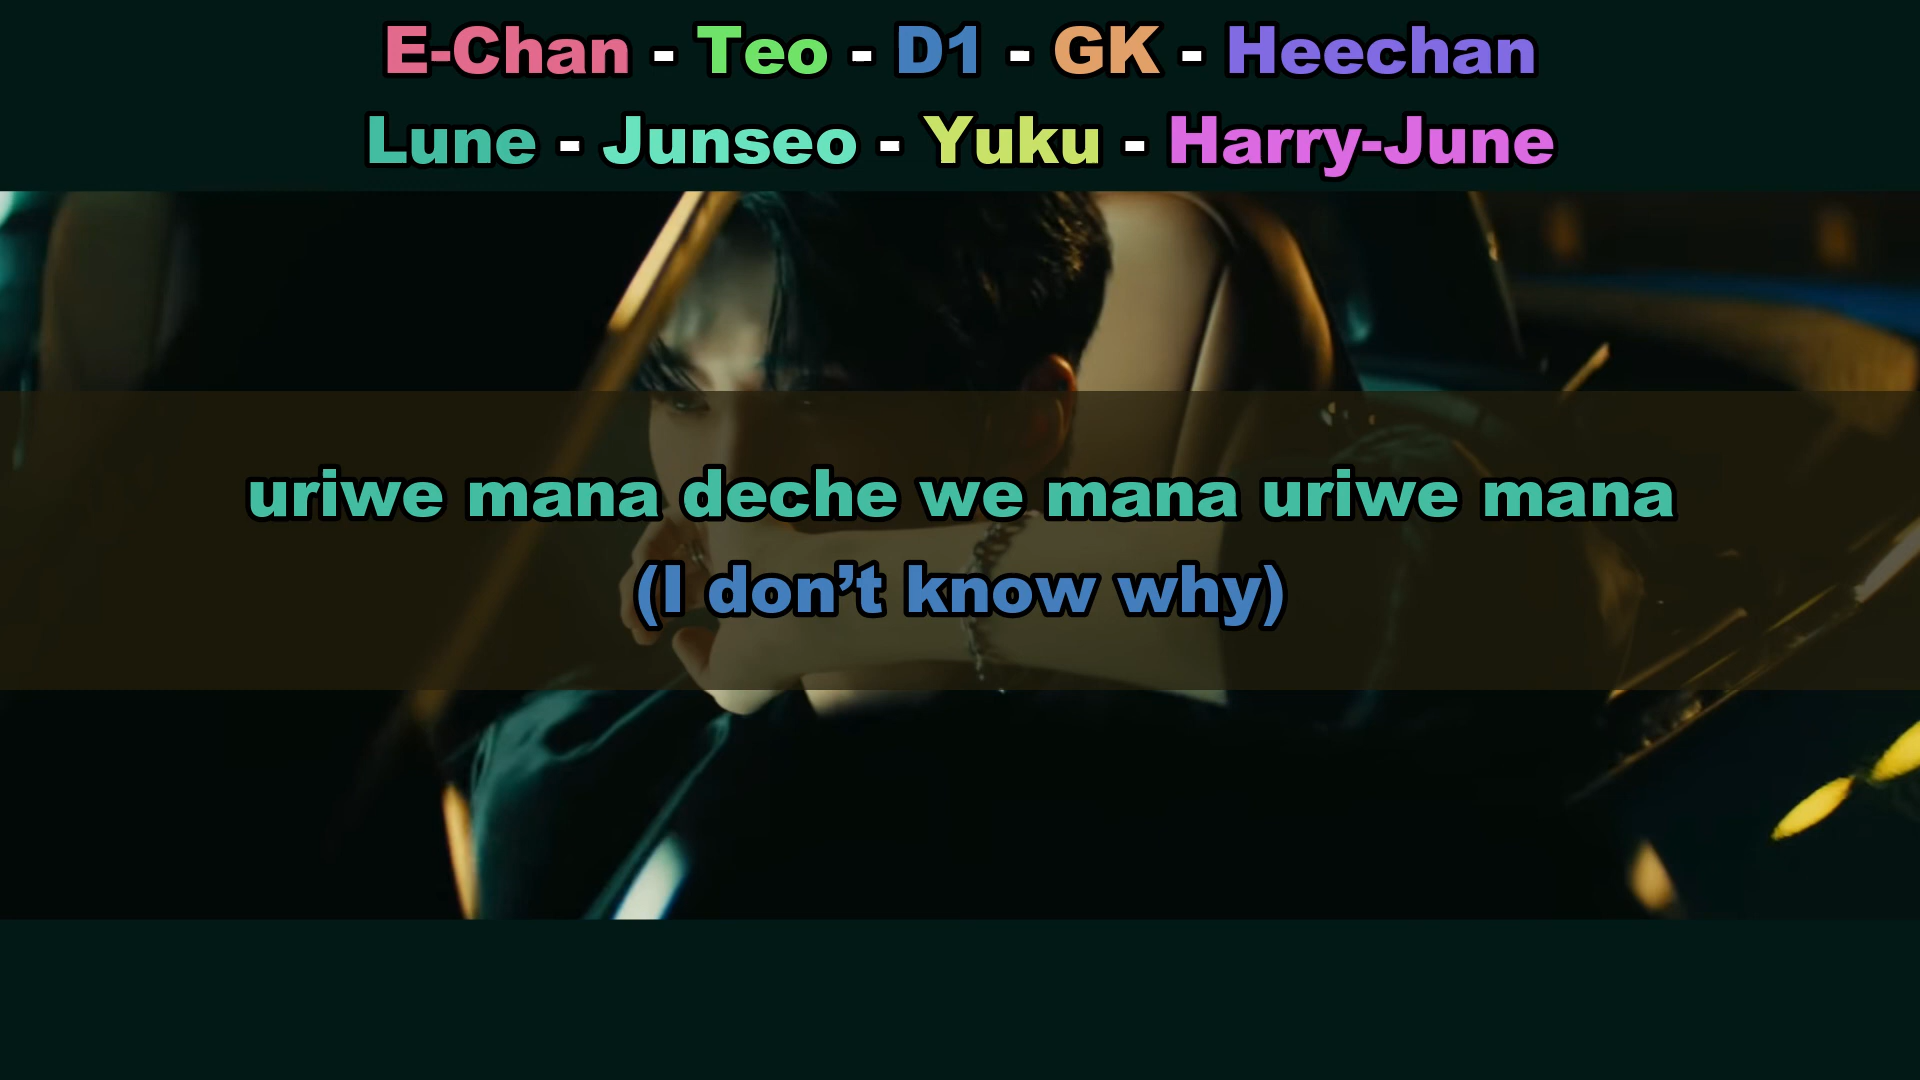 E-Chan - Teo - D1 - GK - Heechan
Lune - Junseo - Yuku - Harry-June
uriwe mana deche we mana uriwe mana
(I don’t know why)